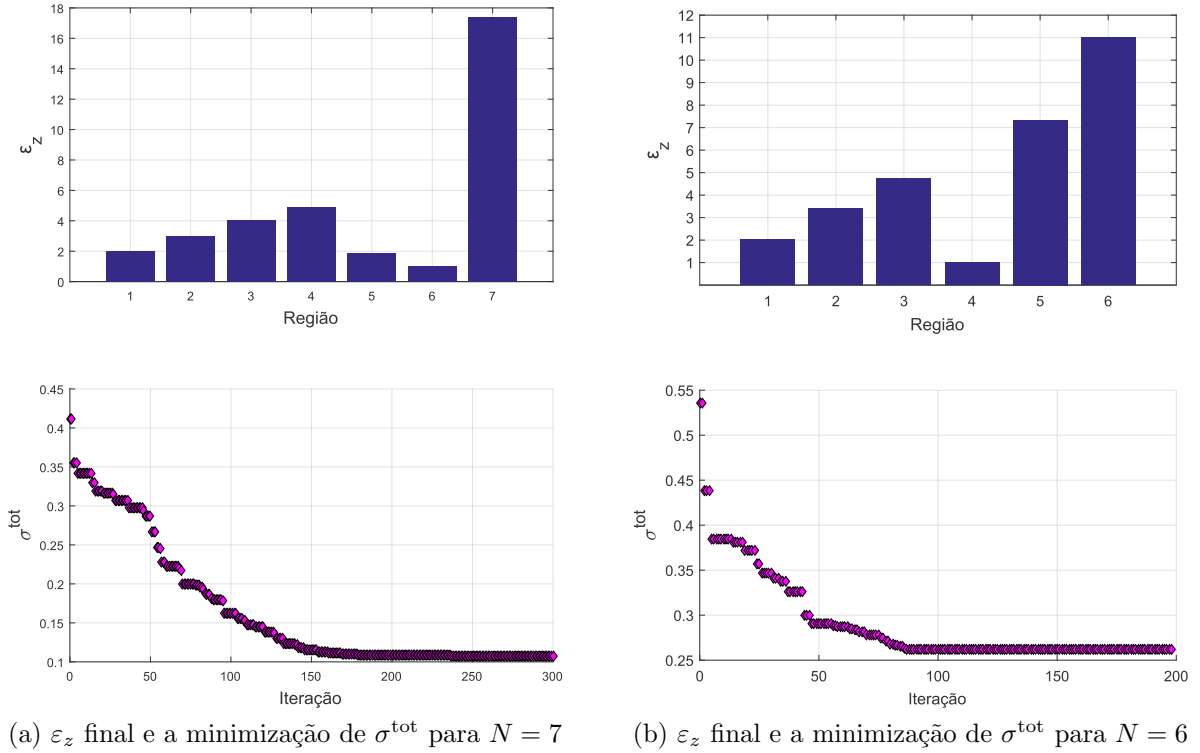 18
16
14
12
10
8
6
4
2
0
ε_z
1 2 3 4 5 6 7
Região
12
11
10
9
8
7
6
5
4
3
2
1
ε_z
1 2 3 4 5 6
Região
0.45
0.4
0.35
0.3
0.25
0.2
0.15
0.1
σ^tot
0 50 100 150 200 250 300
Iteração
0.55
0.5
0.45
0.4
0.35
0.3
0.25
σ^tot
0 50 100 150 200
Iteração
(a) ε_z final e a minimização de σ^tot para N = 7
(b) ε_z final e a minimização de σ^tot para N = 6